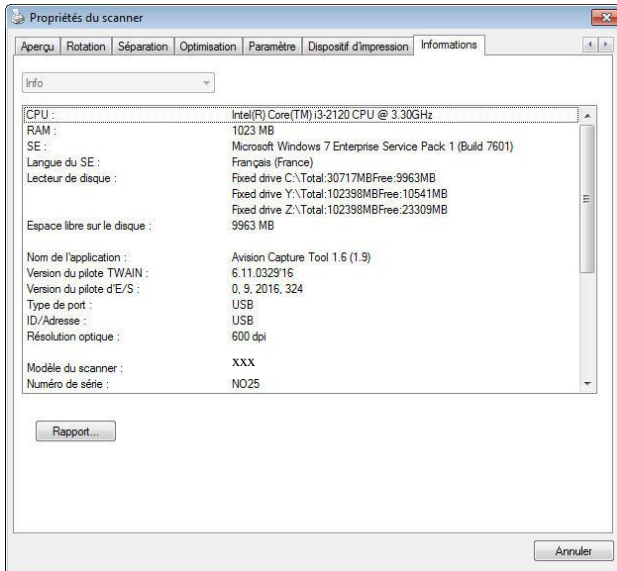 Propriétés du scanner
Aperçu Rotation Séparation Optimisation Paramètre Dispositif d'impression Informations
Info
CPU : Intel(R) Core(TM) i3-2120 CPU @ 3.30GHz
RAM : 1023 MB
SE : Microsoft Windows 7 Enterprise Service Pack 1 (Build 7601)
Langue du SE : Français (France)
Lecteur de disque : Fixed drive C:\Total:30717MBFree:9963MB
Fixed drive Y:\Total:102398MBFree:10541MB
Fixed drive Z:\Total:102398MBFree:23309MB
Espace libre sur le disque : 9963 MB
Nom de l'application : Avision Capture Tool 1.6 (1.9)
Version du pilote TWAIN : 6.11.0329'16
Version du pilote d'E/S : 0, 9, 2016, 324
Type de port : USB
ID/Adresse : USB
Résolution optique : 600 dpi
Modèle du scanner : XXX
Numéro de série : NO25
Rapport...
Annuler